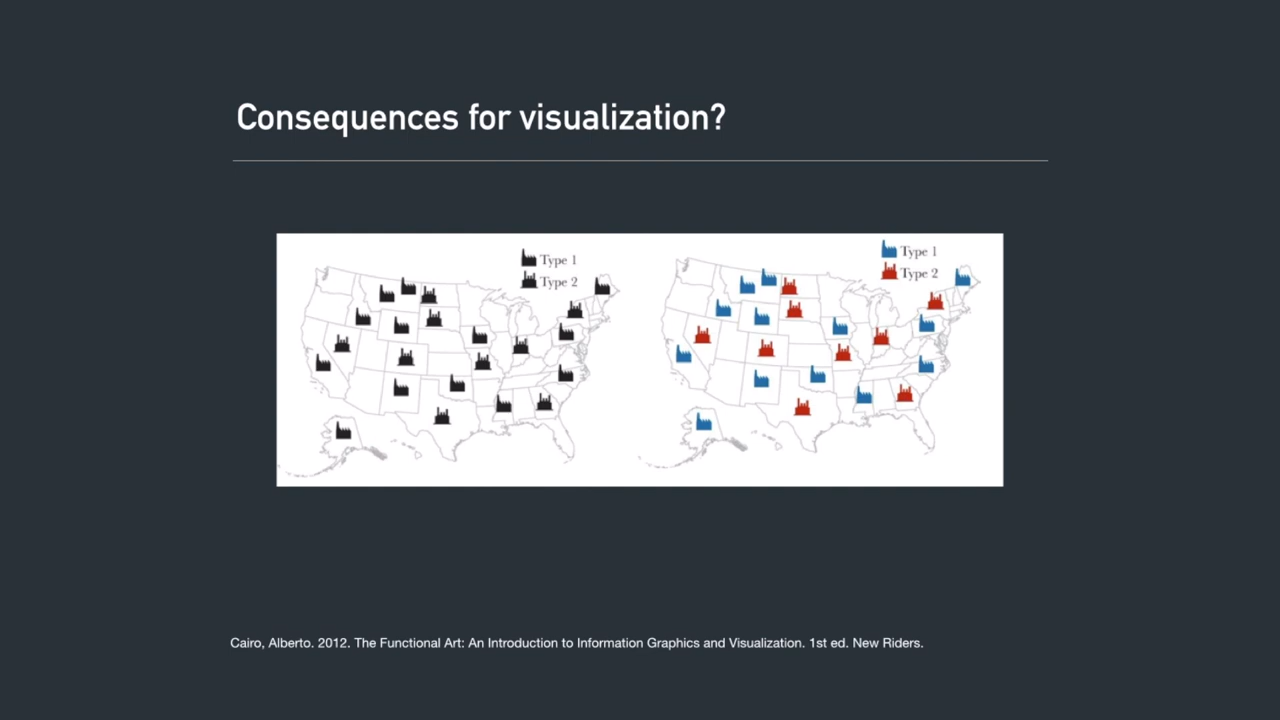 Consequences for visualization?
Type 1
Type 2
Type 1
Type 2
Cairo, Alberto. 2012. The Functional Art: An Introduction to Information Graphics and Visualization. 1st ed. New Riders.